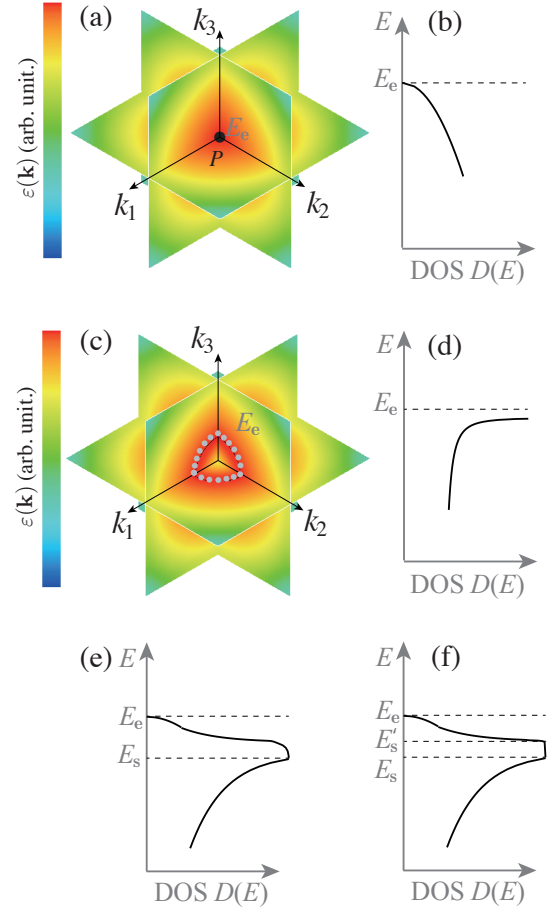 (a)
ε(k) (arb. unit.)
k3
Ee
P
k1
k2
(b)
E
Ee
DOS D(E)
(c)
ε(k) (arb. unit.)
k3
Ee
k1
k2
(d)
E
Ee
DOS D(E)
(e)
E
Ee
Es
DOS D(E)
(f)
E
Ee
E's
Es
DOS D(E)